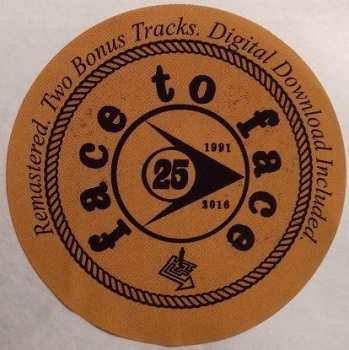 Remastered. Two Bonus Tracks. Digital Download Included.
face to face
1991
25
2016